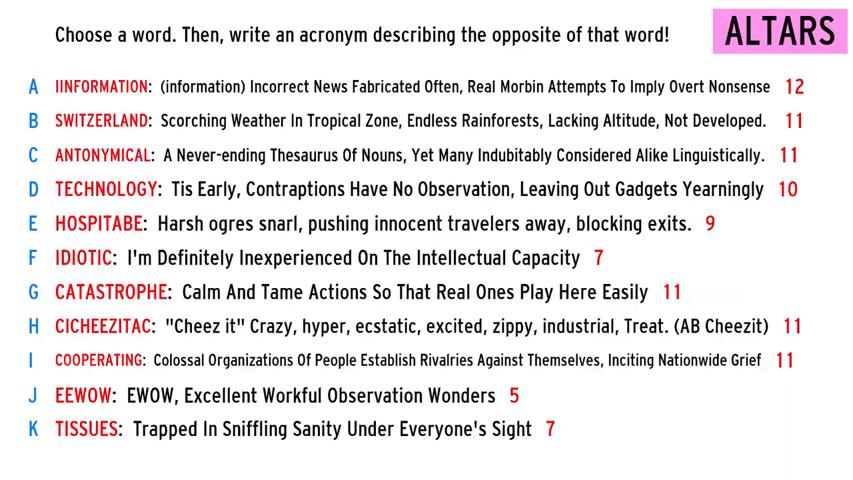 Choose a word. Then, write an acronym describing the opposite of that word!
ALTARS
A IINFORMATION: (information) Incorrect News Fabricated Often, Real Morbin Attempts To Imply Overt Nonsense 12
B SWITZERLAND: Scorching Weather In Tropical Zone, Endless Rainforests, Lacking Altitude, Not Developed. 11
C ANTONYMICAL: A Never-ending Thesaurus Of Nouns, Yet Many Indubitably Considered Alike Linguistically. 11
D TECHNOLOGY: Tis Early, Contraptions Have No Observation, Leaving Out Gadgets Yearningly 10
E HOSPITABE: Harsh ogres snarl, pushing innocent travelers away, blocking exits. 9
F IDIOTIC: I'm Definitely Inexperienced On The Intellectual Capacity 7
G CATASTROPHE: Calm And Tame Actions So That Real Ones Play Here Easily 11
H CICHEEZITAC: "Cheez it" Crazy, hyper, ecstatic, excited, zippy, industrial, Treat. (AB Cheezit) 11
I COOPERATING: Colossal Organizations Of People Establish Rivalries Against Themselves, Inciting Nationwide Grief 11
J EEWOW: EWOW, Excellent Workful Observation Wonders 5
K TISSUES: Trapped In Sniffling Sanity Under Everyone's Sight 7